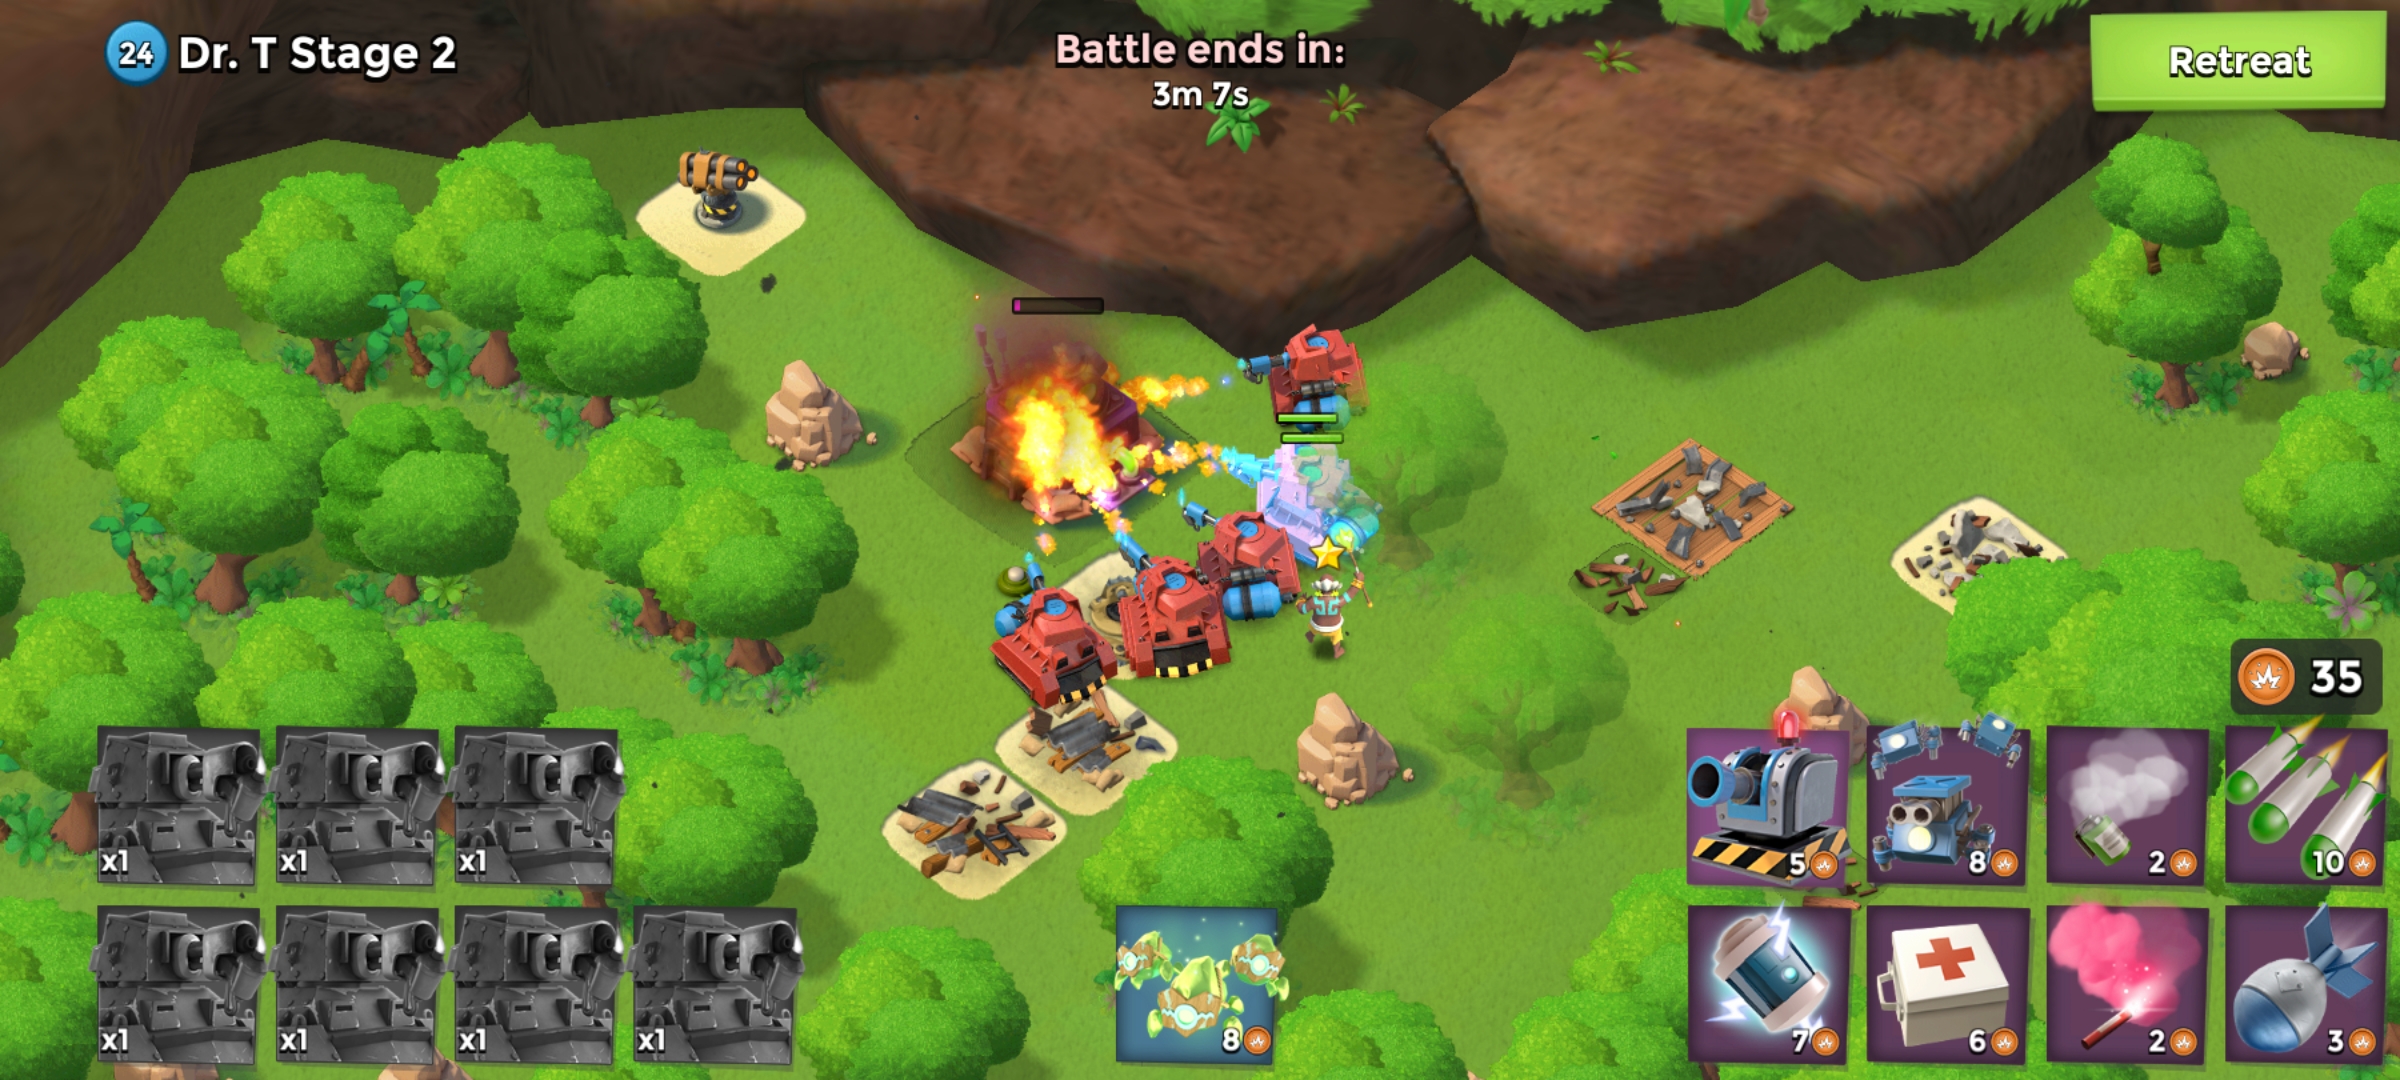 24 Dr. T Stage 2
Battle ends in:
3m 7s
Retreat
35
x1 x1 x1
5 8 2 10
x1 x1 x1 x1
8
7 6 2 3